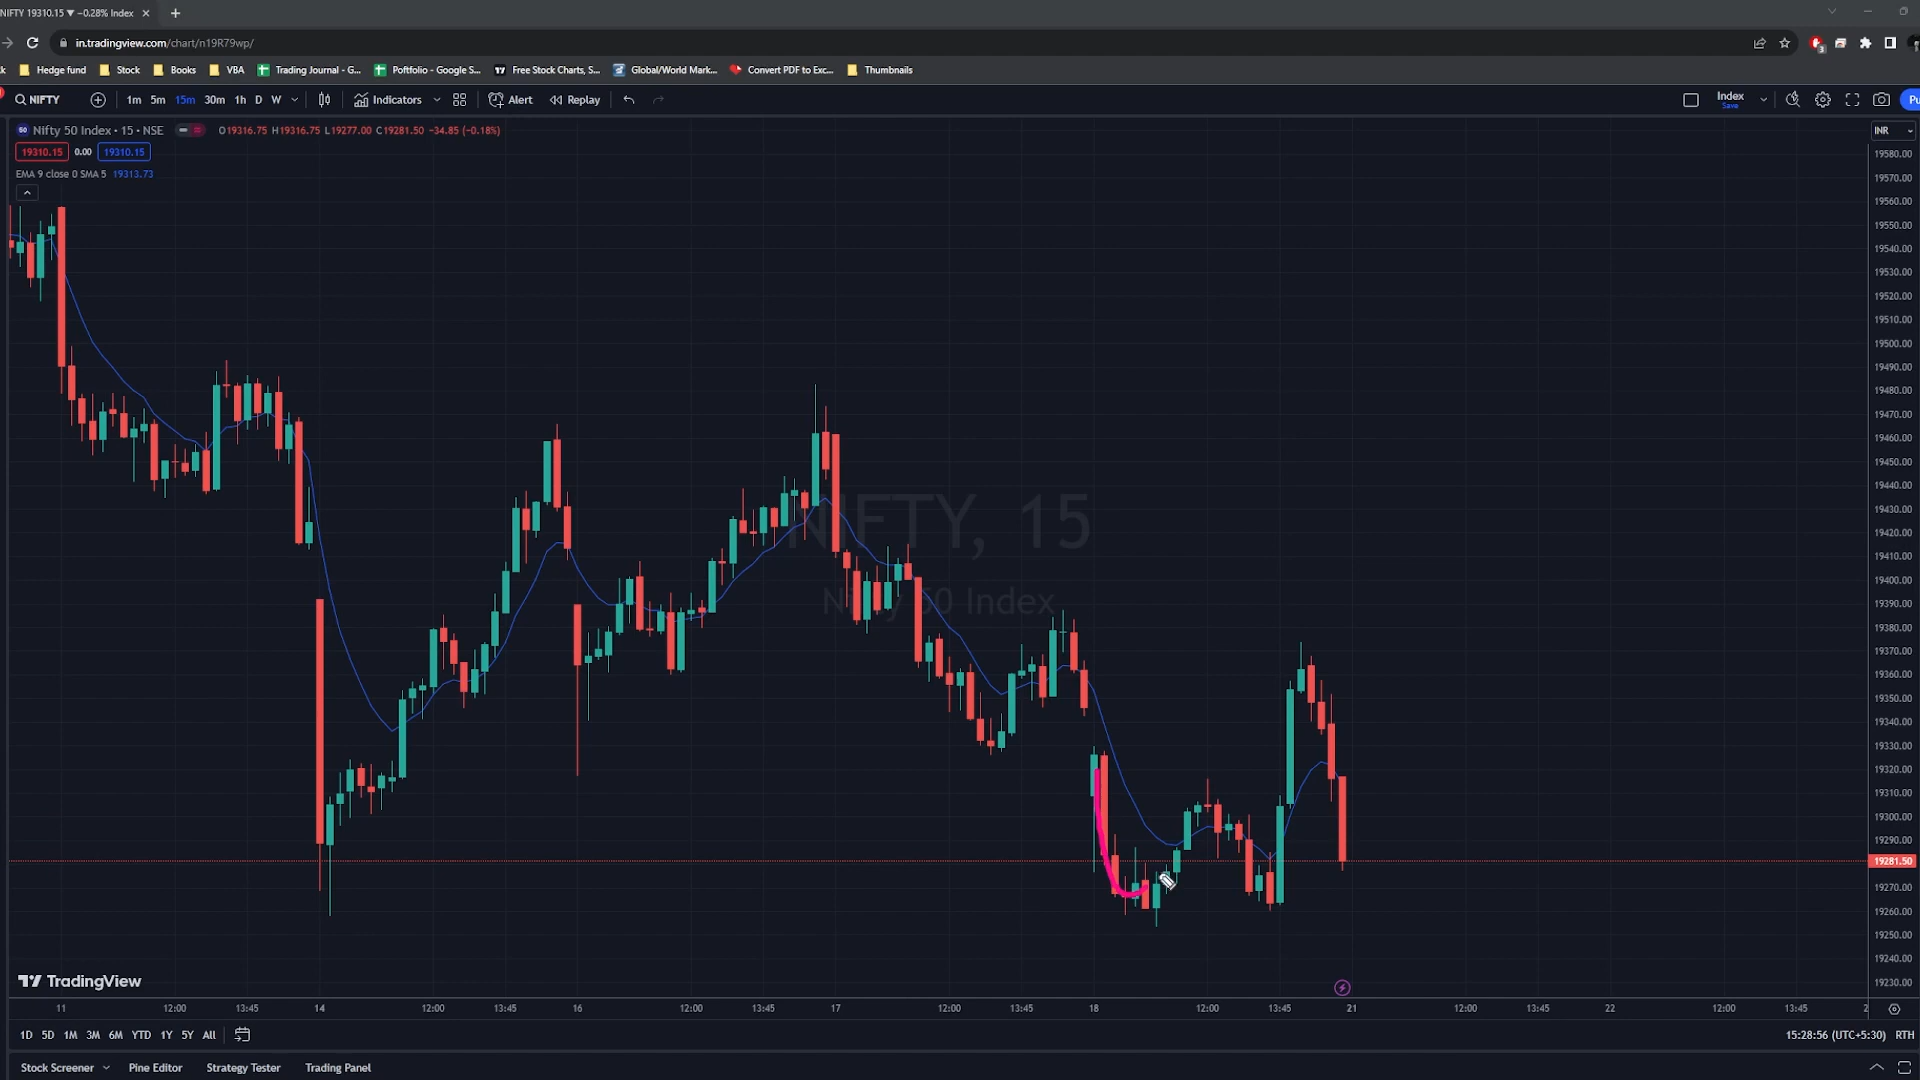 NIFTY 19310.15 ▼ −0.28% Index
in.tradingview.com/chart/n19R79wp/
Hedge fund Stock Books VBA Trading Journal - G... Portfolio - Google S... Free Stock Charts, S... Global/World Mark... Convert PDF to Exc... Thumbnails
NIFTY 1m 5m 15m 30m 1h D W Indicators Alert Replay Index
Save
Nifty 50 Index • 15 • NSE O19316.75 H19316.75 L19277.00 C19281.50 −34.85 (−0.18%) INR
19310.15 0.00 19310.15
EMA 9 close 0 SMA 5 19313.73
19580.00
19570.00
19560.00
19550.00
19540.00
19530.00
19520.00
19510.00
19500.00
19490.00
19480.00
19470.00
19460.00
19450.00
19440.00
19430.00
19420.00
19410.00
19400.00
19390.00
19380.00
19370.00
19360.00
19350.00
19340.00
19330.00
19320.00
19310.00
19300.00
19290.00
19281.50
19270.00
19260.00
19250.00
19240.00
19230.00
NIFTY, 15
Nifty 50 Index
TradingView
11 12:00 13:45 14 12:00 13:45 16 12:00 13:45 17 12:00 13:45 18 12:00 13:45 21 12:00 13:45 22 12:00 13:45 2
1D 5D 1M 3M 6M YTD 1Y 5Y All 15:28:56 (UTC+5:30) RTH
Stock Screener Pine Editor Strategy Tester Trading Panel